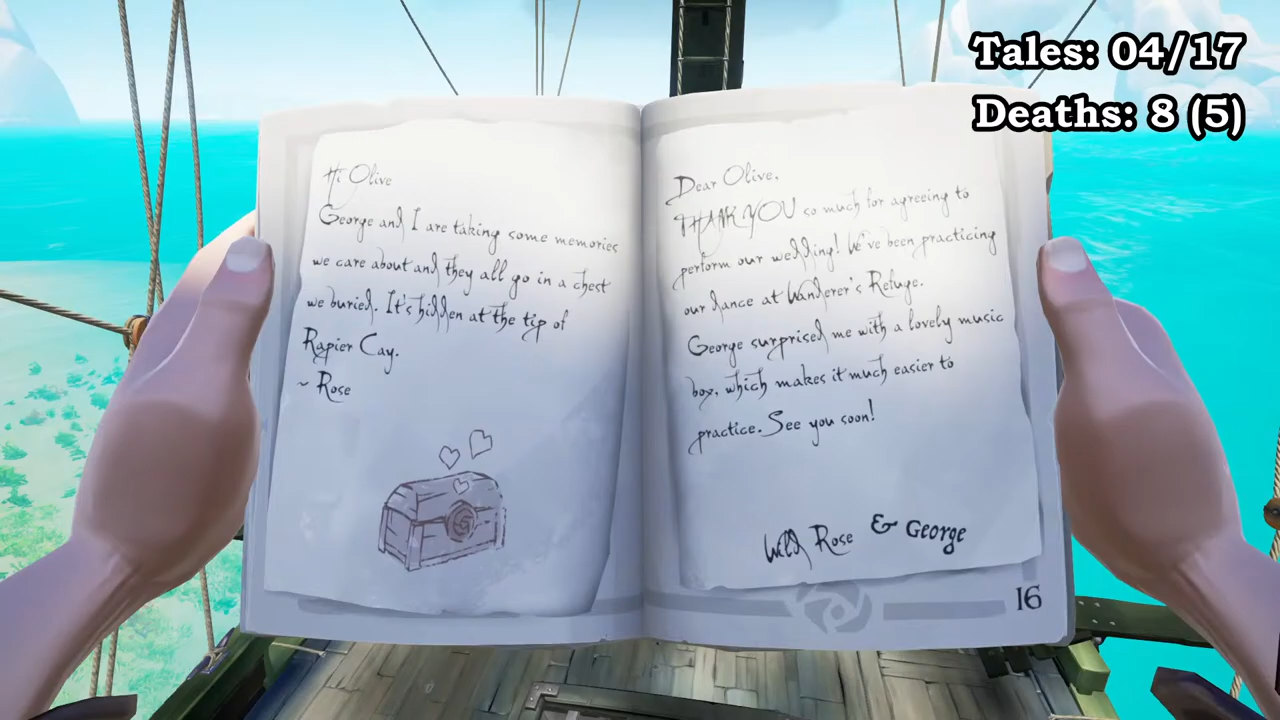 Tales: 04/17
Deaths: 8 (5)
Hi Olive
George and I are taking some memories
we care about and they all go in a chest
we buried. It's hidden at the tip of
Rapier Cay.
~ Rose
Dear Olive,
THANK YOU so much for agreeing to
perform our wedding! We've been practicing
our dance at Wanderer's Refuge.
George surprised me with a lovely music
box, which makes it much easier to
practice. See you soon!
Wild Rose & George
16